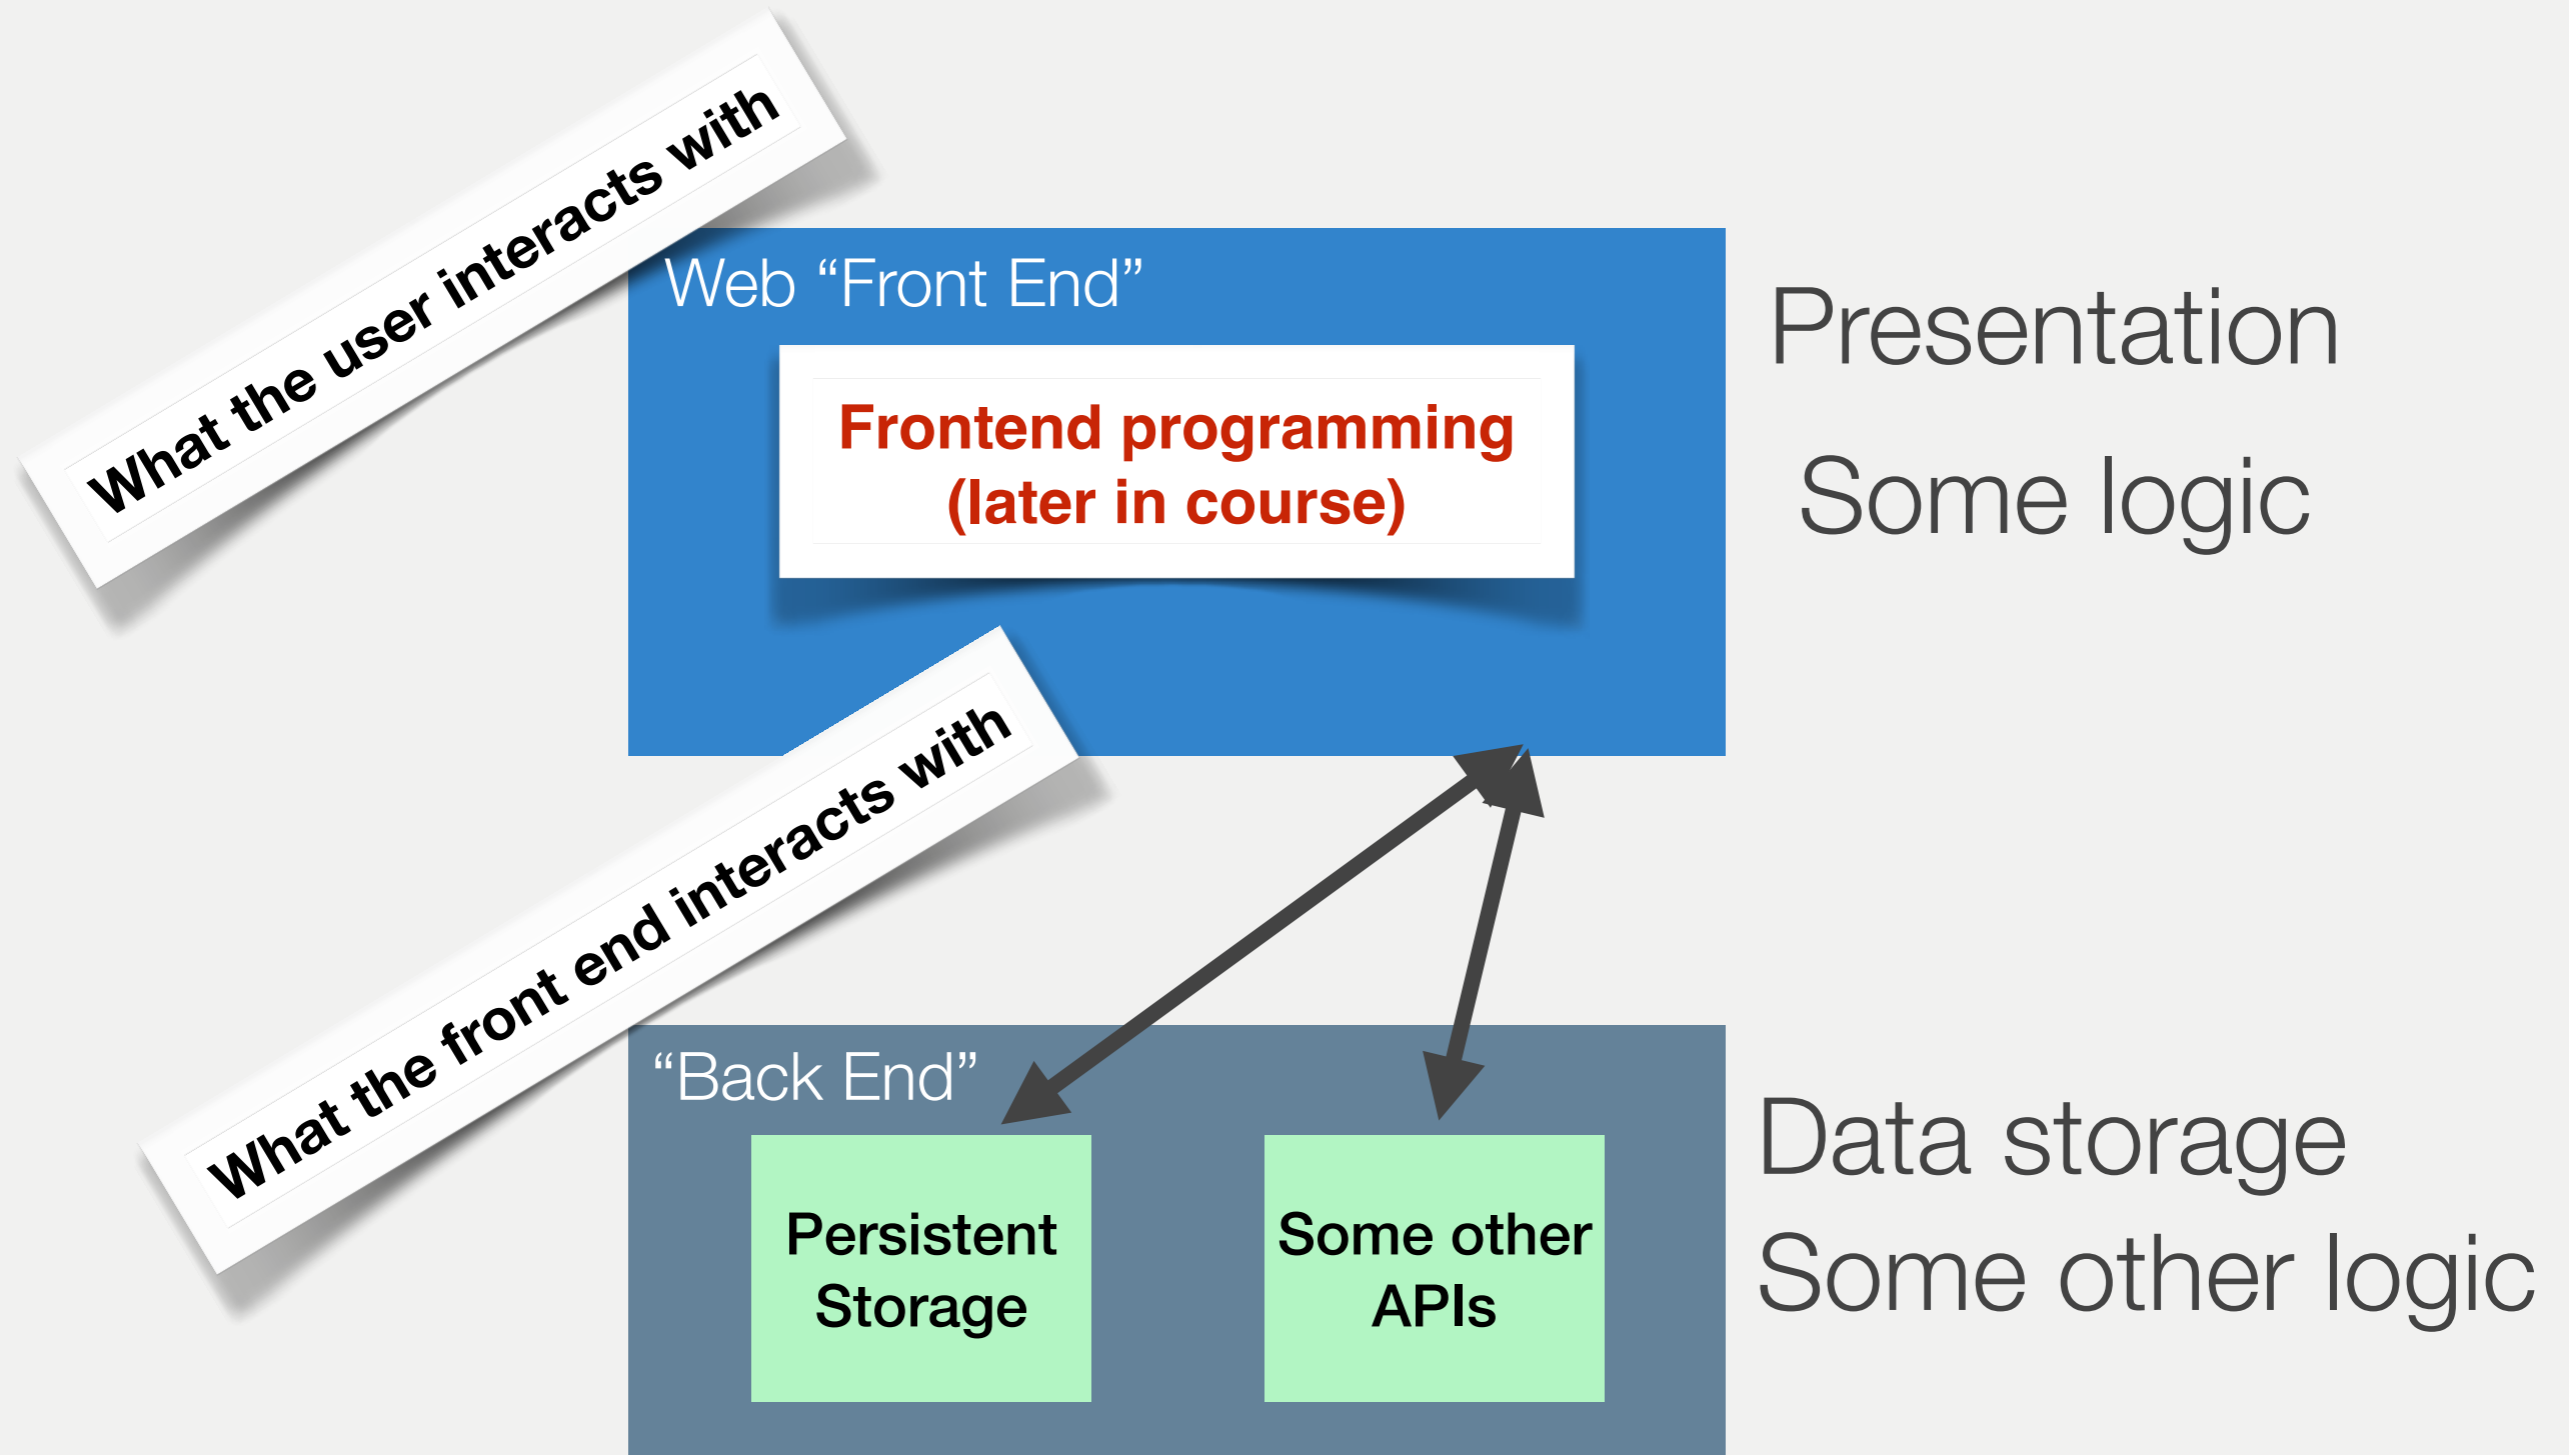 What the user interacts with
Web “Front End”
Frontend programming
(later in course)
Presentation
Some logic
What the front end interacts with
“Back End”
Persistent
Storage
Some other
APIs
Data storage
Some other logic